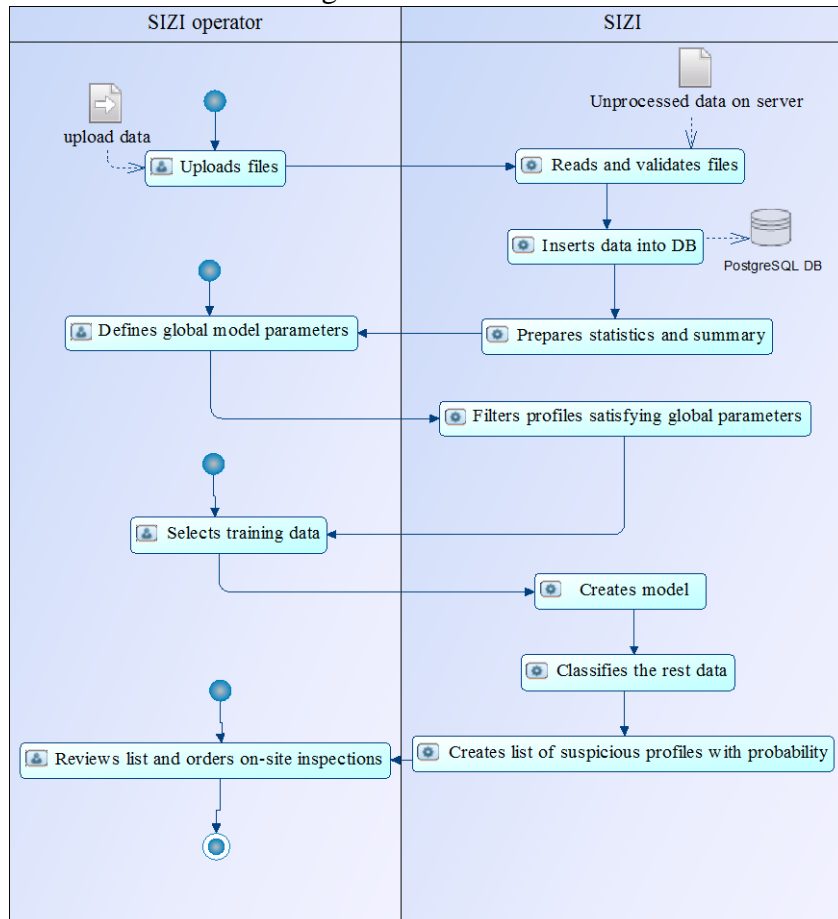 SIZI operator
SIZI
Unprocessed data on server
upload data
Uploads files
Reads and validates files
Inserts data into DB
PostgreSQL DB
Defines global model parameters
Prepares statistics and summary
Filters profiles satisfying global parameters
Selects training data
Creates model
Classifies the rest data
Reviews list and orders on-site inspections
Creates list of suspicious profiles with probability